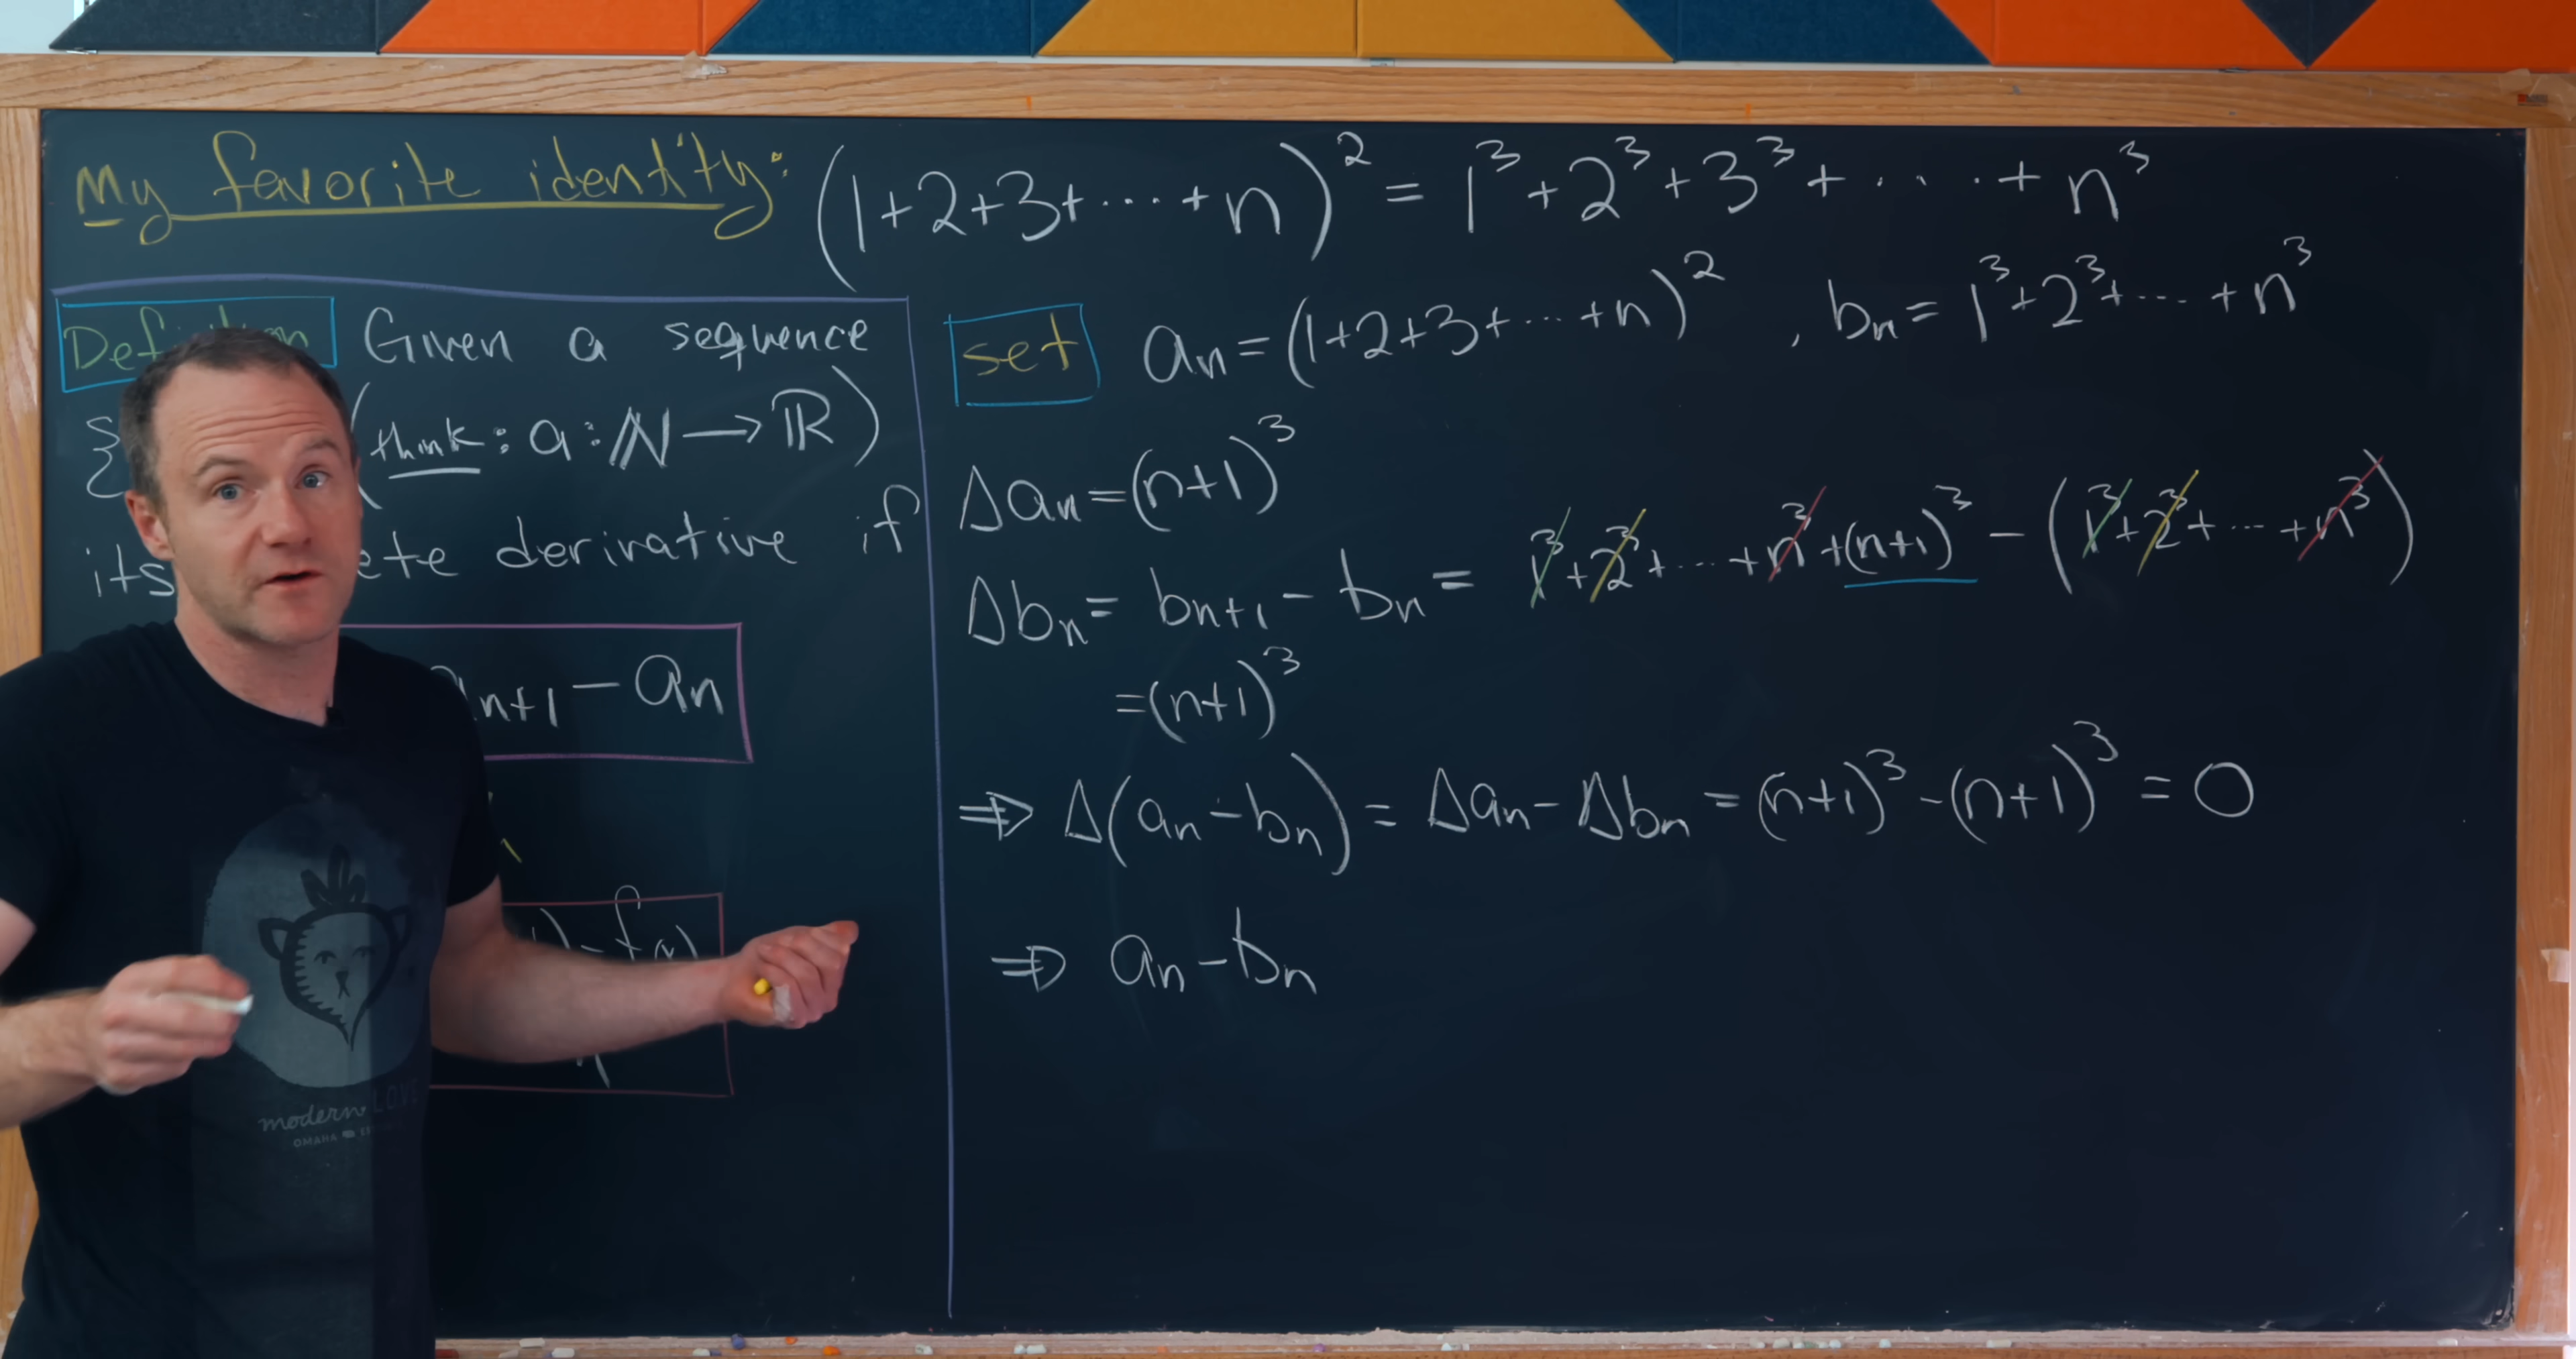 My favorite identity: (1+2+3+⋯+n)² = 1³+2³+3³+⋯+n³
Given a sequence
{ (think: a: ℕ → ℝ)
its ete derivative if
n+1 − aₙ
) − f(x)
set aₙ = (1+2+3+⋯+n)² , bₙ = 1³+2³+⋯+n³
Δaₙ = (n+1)³
Δbₙ = bₙ₊₁ − bₙ = 1³+2³+⋯+n³+(n+1)³ − (1³+2³+⋯+n³)
= (n+1)³
⇒ Δ(aₙ − bₙ) = Δaₙ − Δbₙ = (n+1)³ − (n+1)³ = 0
⇒ aₙ − bₙ
modern LOVE
OMAHA